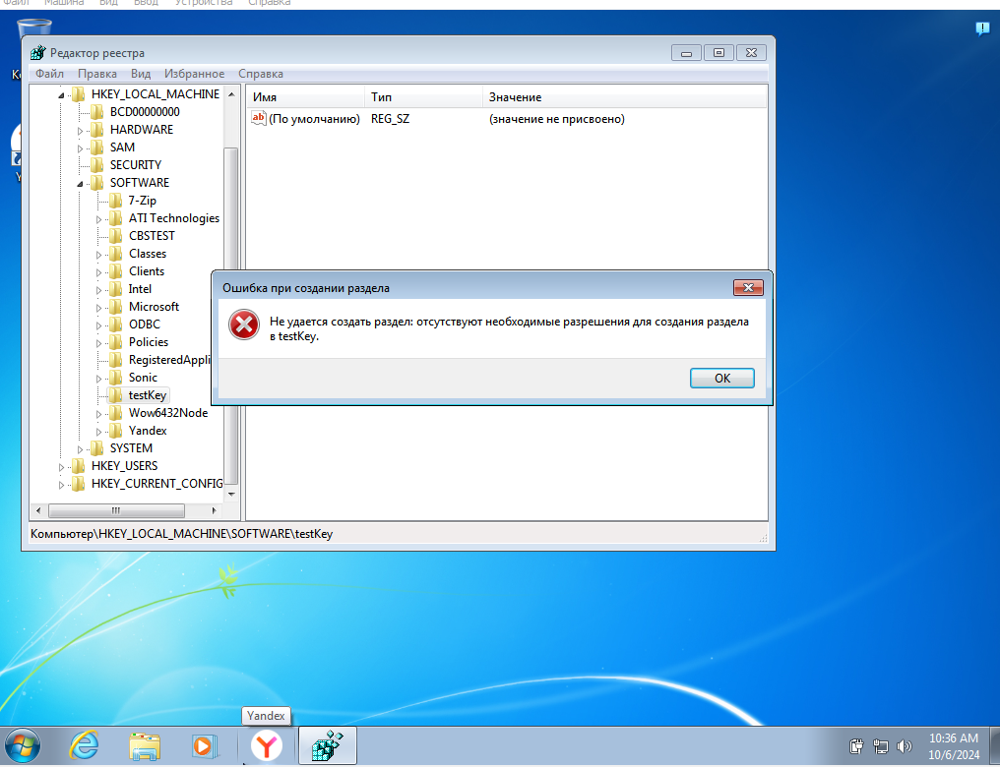 Файл Машина Вид Ввод Устройства Справка
Редактор реестра
Файл Правка Вид Избранное Справка
HKEY_LOCAL_MACHINE
BCD00000000
HARDWARE
SAM
SECURITY
SOFTWARE
7-Zip
ATI Technologies
CBSTEST
Classes
Clients
Intel
Microsoft
ODBC
Policies
RegisteredAppli
Sonic
testKey
Wow6432Node
Yandex
SYSTEM
HKEY_USERS
HKEY_CURRENT_CONFIG
Имя Тип Значение
ab (По умолчанию) REG_SZ (значение не присвоено)
Ошибка при создании раздела
Не удается создать раздел: отсутствуют необходимые разрешения для создания раздела
в testKey.
OK
Компьютер\HKEY_LOCAL_MACHINE\SOFTWARE\testKey
Yandex
10:36 AM
10/6/2024